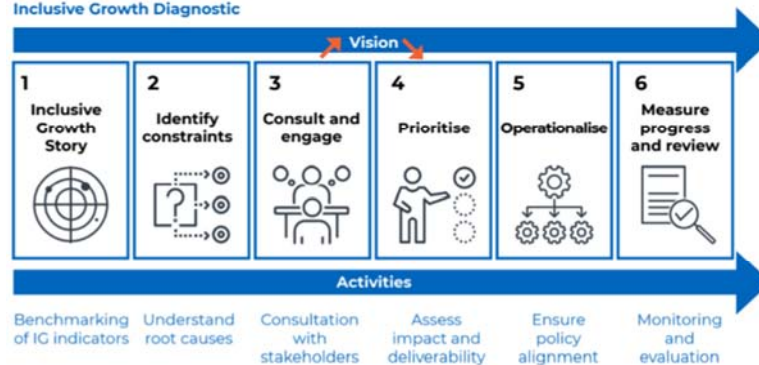 Inclusive Growth Diagnostic
Vision
1
Inclusive
Growth
Story
2
Identify
constraints
3
Consult and
engage
4
Prioritise
5
Operationalise
6
Measure
progress
and review
?
Activities
Benchmarking
of IG indicators
Understand
root causes
Consultation
with
stakeholders
Assess
impact and
deliverability
Ensure
policy
alignment
Monitoring
and
evaluation